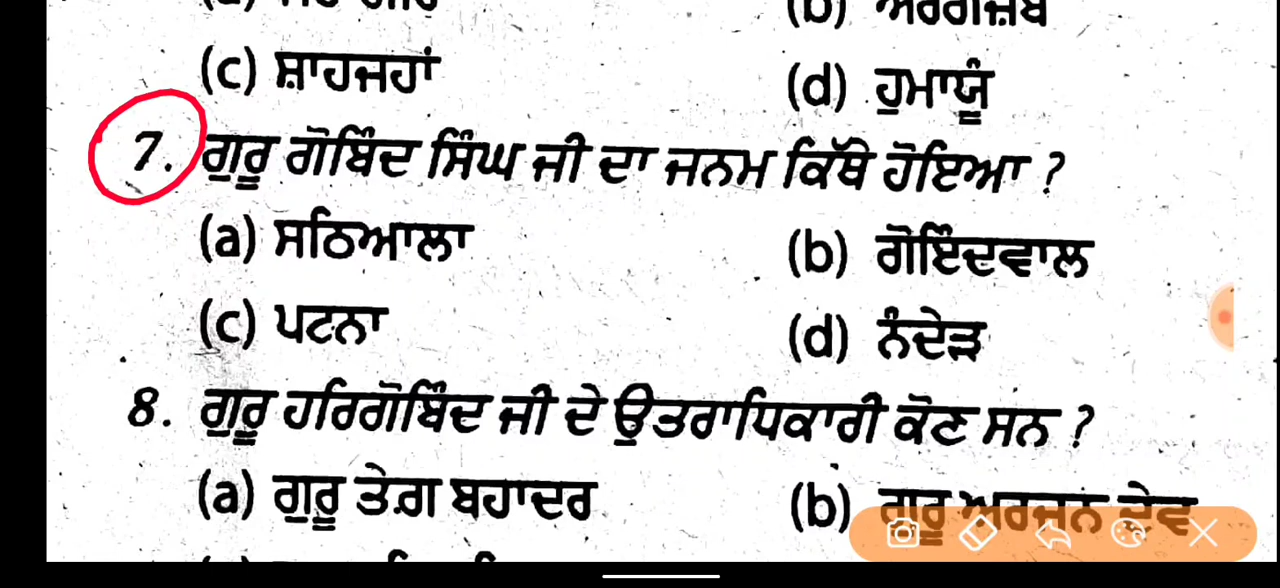 (c) ਸ਼ਾਹਜਹਾਂ (d) ਹੁਮਾਯੂੰ
7. ਗੁਰੂ ਗੋਬਿੰਦ ਸਿੰਘ ਜੀ ਦਾ ਜਨਮ ਕਿੱਥੇ ਹੋਇਆ ?
(a) ਸਠਿਆਲਾ (b) ਗੋਇੰਦਵਾਲ
(c) ਪਟਨਾ (d) ਨੰਦੇੜ
8. ਗੁਰੂ ਹਰਿਗੋਬਿੰਦ ਜੀ ਦੇ ਉਤਰਾਧਿਕਾਰੀ ਕੋਣ ਸਨ ?
(a) ਗੁਰੂ ਤੇਗ ਬਹਾਦਰ (b) ਗੁਰੂ ਅਰਜਨ ਦੇਵ